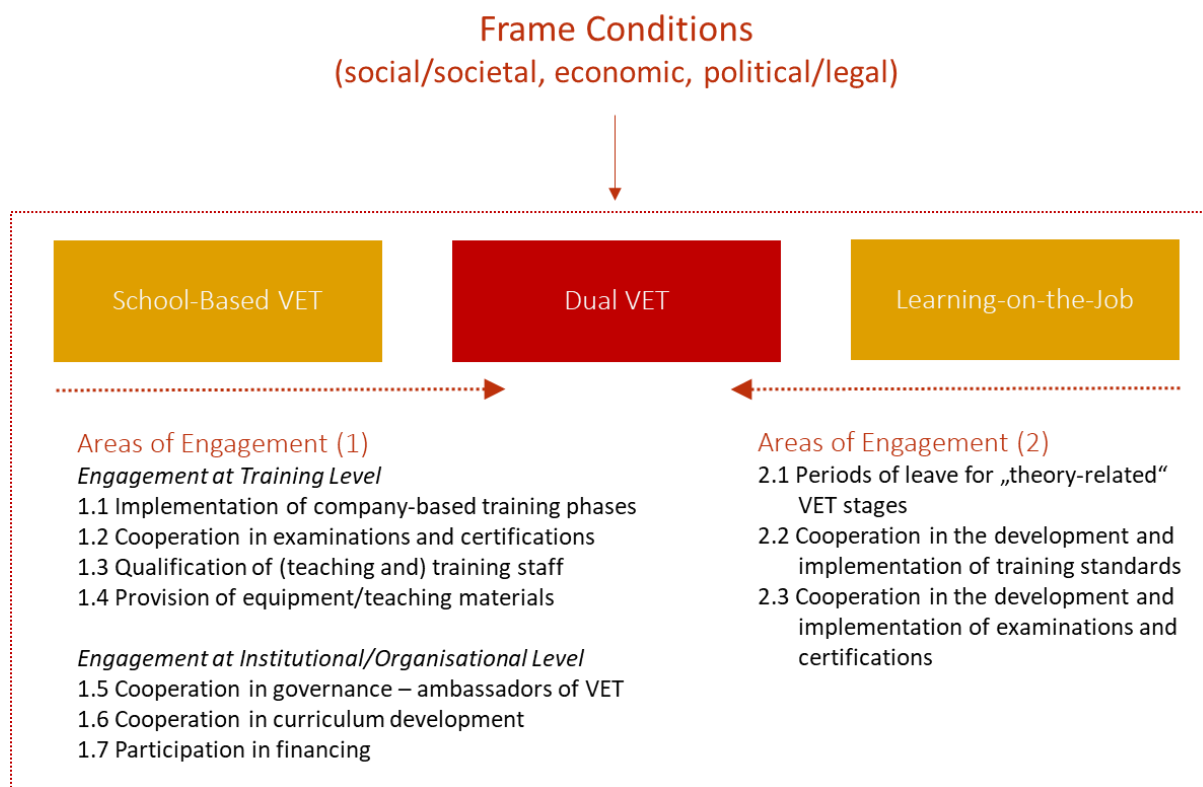 Frame Conditions
(social/societal, economic, political/legal)
School-Based VET
Dual VET
Learning-on-the-Job
Areas of Engagement (1)
Engagement at Training Level
1.1 Implementation of company-based training phases
1.2 Cooperation in examinations and certifications
1.3 Qualification of (teaching and) training staff
1.4 Provision of equipment/teaching materials
Engagement at Institutional/Organisational Level
1.5 Cooperation in governance – ambassadors of VET
1.6 Cooperation in curriculum development
1.7 Participation in financing
Areas of Engagement (2)
2.1 Periods of leave for „theory-related“
VET stages
2.2 Cooperation in the development and
implementation of training standards
2.3 Cooperation in the development and
implementation of examinations and
certifications